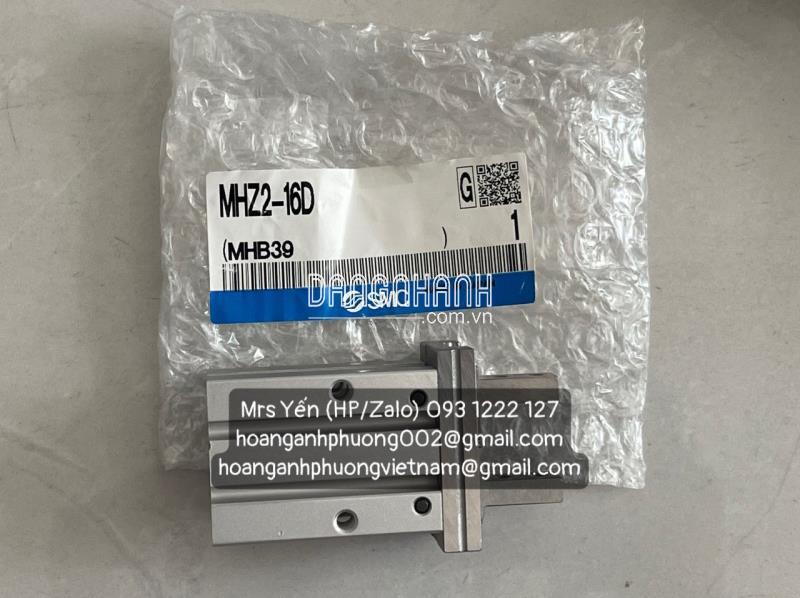 MHZ2-16D
G
(MHB39 )
1
DANGNHANH
.com.vn
SMC
Mrs Yến (HP/Zalo) 093 1222 127
hoanganhphuong002@gmail.com
hoanganhphuongvietnam@gmail.com